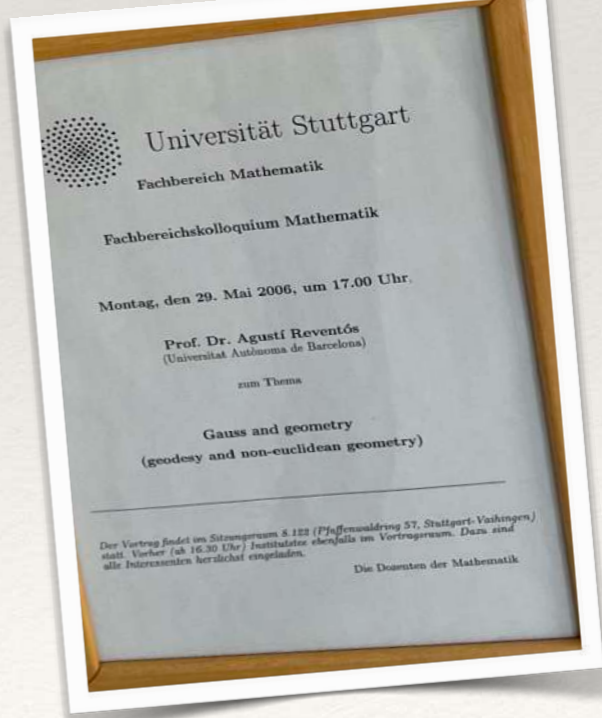 Universität Stuttgart
Fachbereich Mathematik
Fachbereichskolloquium Mathematik
Montag, den 29. Mai 2006, um 17.00 Uhr.
Prof. Dr. Agustí Reventós
(Universitat Autònoma de Barcelona)
zum Thema
Gauss and geometry
(geodesy and non-euclidean geometry)
Der Vortrag findet im Sitzungsraum 8.122 (Pfaffenwaldring 57, Stuttgart-Vaihingen)
statt. Vorher (ab 16.30 Uhr) Institutstee ebenfalls im Vortragsraum. Dazu sind
alle Interessenten herzlichst eingeladen.
Die Dozenten der Mathematik